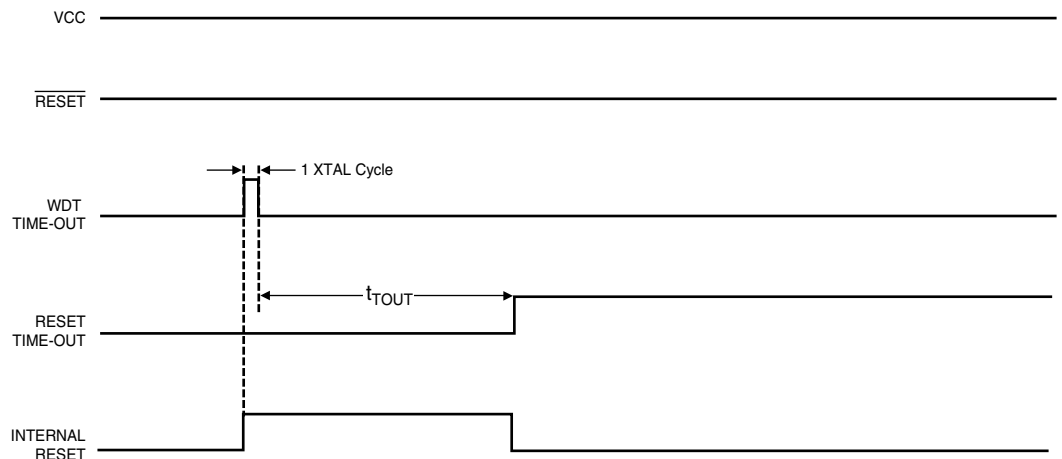 VCC
RESET
1 XTAL Cycle
WDT
TIME-OUT
tTOUT
RESET
TIME-OUT
INTERNAL
RESET